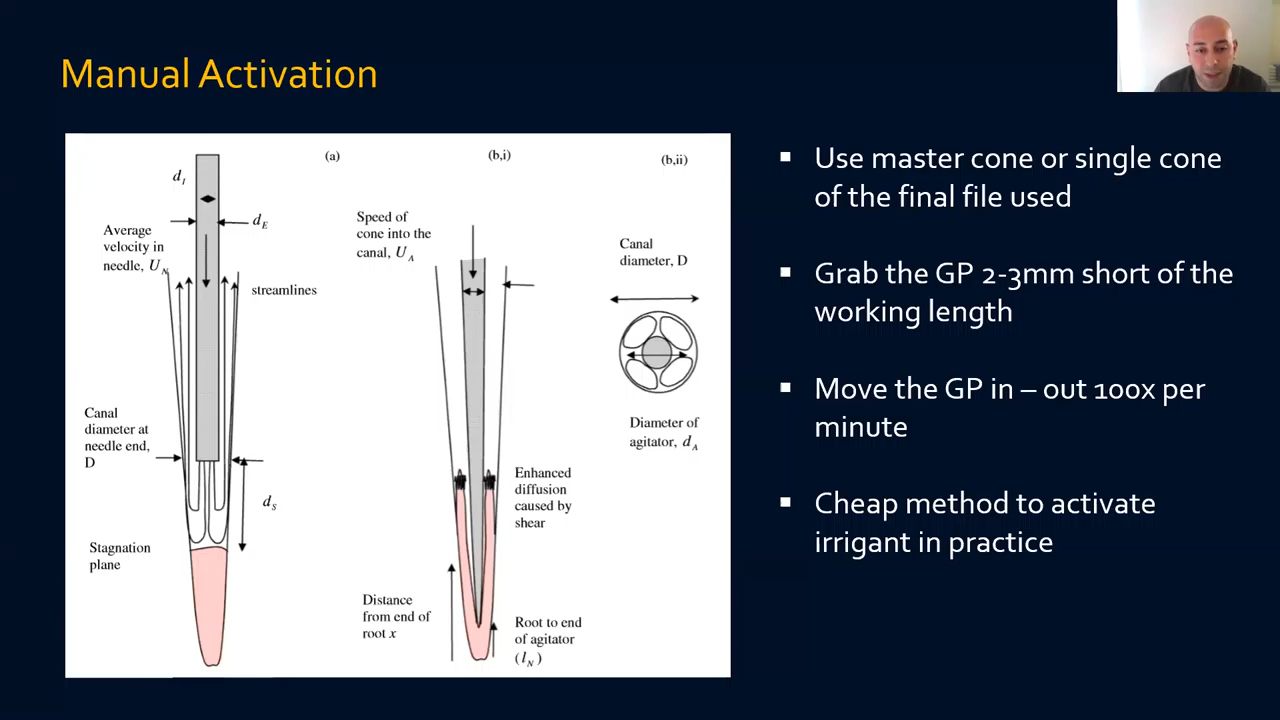 Manual Activation
(a)
(b,i)
(b,ii)
d_I
d_E
Average
velocity in
needle, U_N
streamlines
Canal
diameter at
needle end,
D
d_S
Stagnation
plane
Speed of
cone into the
canal, U_A
Canal
diameter, D
Diameter of
agitator, d_A
Enhanced
diffusion
caused by
shear
Distance
from end of
root x
Root to end
of agitator
(l_N)
▪ Use master cone or single cone
of the final file used
▪ Grab the GP 2-3mm short of the
working length
▪ Move the GP in – out 100x per
minute
▪ Cheap method to activate
irrigant in practice